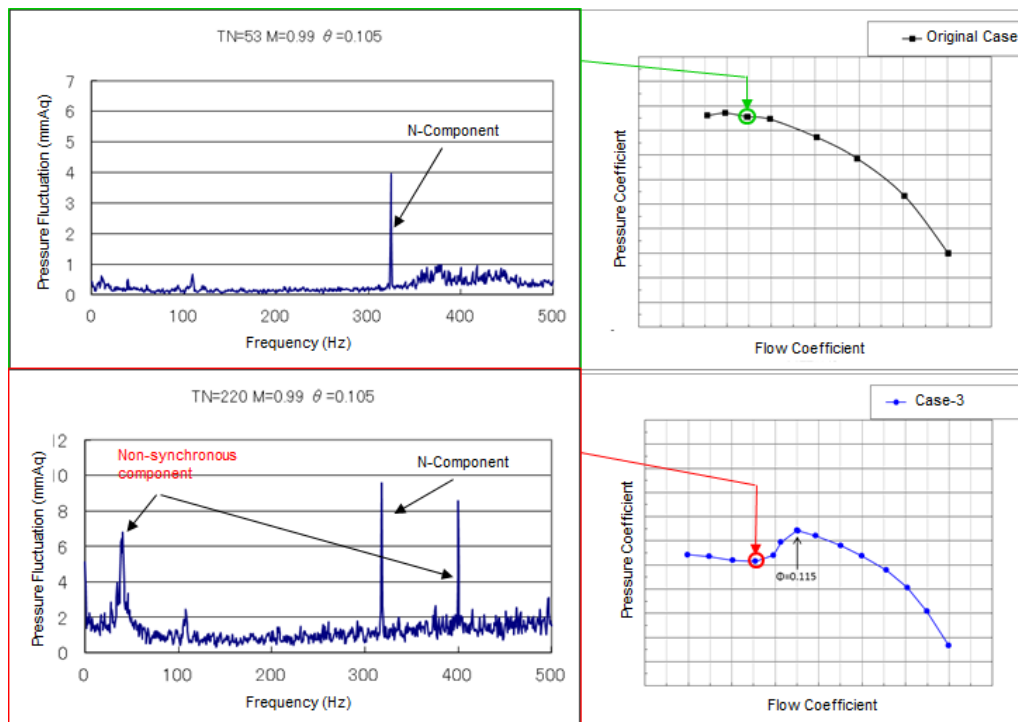 TN=53 M=0.99 θ=0.105
Original Case
7
6
5
4
3
2
1
0
Pressure Fluctuation (mmAq)
N-Component
0 100 200 300 400 500
Frequency (Hz)
Pressure Coefficient
Flow Coefficient
TN=220 M=0.99 θ=0.105
Case-3
12
10
8
6
4
2
0
Pressure Fluctuation (mmAq)
Non-synchronous
component
N-Component
0 100 200 300 400 500
Frequency (Hz)
Pressure Coefficient
Φ=0.115
Flow Coefficient